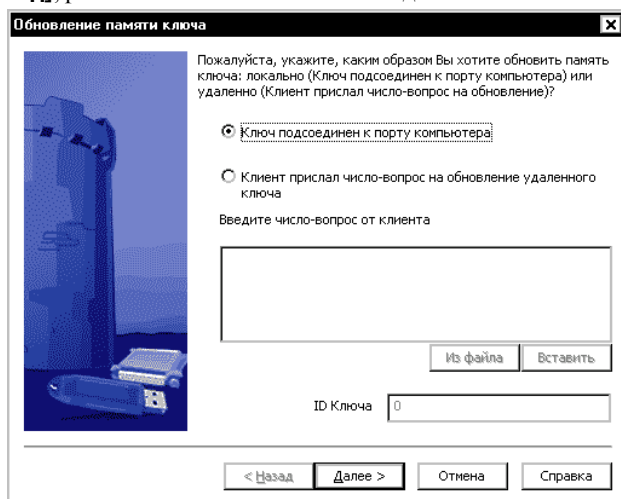 Обновление памяти ключа
Пожалуйста, укажите, каким образом Вы хотите обновить память
ключа: локально (Ключ подсоединен к порту компьютера) или
удаленно (Клиент прислал число-вопрос на обновление)?
Ключ подсоединен к порту компьютера
Клиент прислал число-вопрос на обновление удаленного
ключа
Введите число-вопрос от клиента
Из файла Вставить
ID Ключа 0
< Назад Далее > Отмена Справка